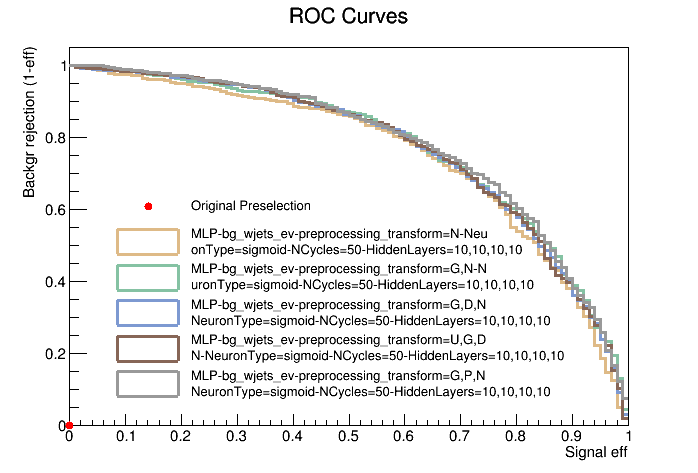 ROC Curves
Backgr rejection (1-eff)
1
0.8
0.6
0.4
0.2
0
Original Preselection
MLP-bg_wjets_ev-preprocessing_transform=N-Neu
onType=sigmoid-NCycles=50-HiddenLayers=10,10,10,10
MLP-bg_wjets_ev-preprocessing_transform=G,N-N
uronType=sigmoid-NCycles=50-HiddenLayers=10,10,10,10
MLP-bg_wjets_ev-preprocessing_transform=G,D,N
NeuronType=sigmoid-NCycles=50-HiddenLayers=10,10,10,10
MLP-bg_wjets_ev-preprocessing_transform=U,G,D
N-NeuronType=sigmoid-NCycles=50-HiddenLayers=10,10,10,10
MLP-bg_wjets_ev-preprocessing_transform=G,P,N
NeuronType=sigmoid-NCycles=50-HiddenLayers=10,10,10,10
0 0.1 0.2 0.3 0.4 0.5 0.6 0.7 0.8 0.9 1
Signal eff